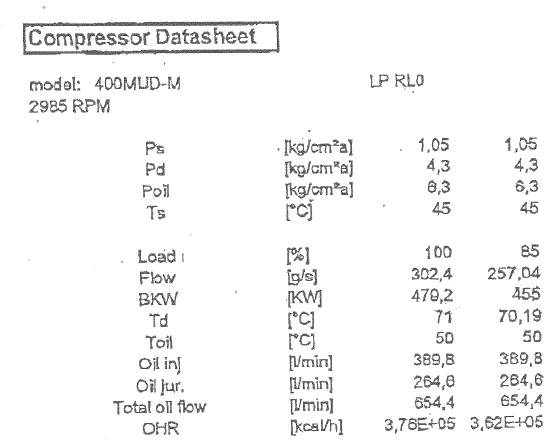 Compressor Datasheet
model: 400MUD-M LP RL0
2985 RPM
Ps [kg/cm²a] 1,05 1,05
Pd [kg/cm²a] 4,3 4,3
Poil [kg/cm²a] 6,3 6,3
Ts [°C] 45 45
Load [%] 100 85
Flow [g/s] 302,4 257,04
BKW [KW] 479,2 455
Td [°C] 71 70,19
Toil [°C] 50 50
Oil inj [l/min] 389,8 389,8
Oil jur. [l/min] 264,6 264,6
Total oil flow [l/min] 654,4 654,4
OHR [kcal/h] 3,78E+05 3,62E+05